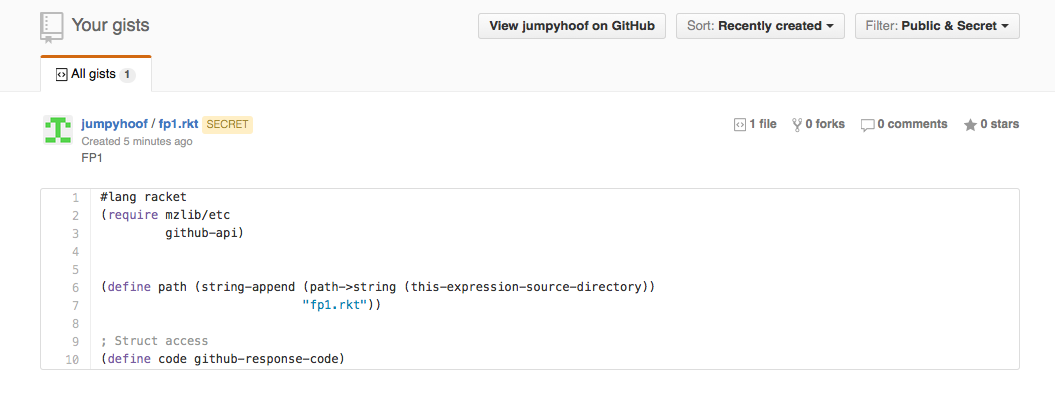 Your gists
View jumpyhoof on GitHub
Sort: Recently created
Filter: Public & Secret
All gists 1
jumpyhoof / fp1.rkt SECRET
1 file 0 forks 0 comments 0 stars
Created 5 minutes ago
FP1
1 #lang racket
2 (require mzlib/etc
3 github-api)
4
5
6 (define path (string-append (path->string (this-expression-source-directory))
7 "fp1.rkt"))
8
9 ; Struct access
10 (define code github-response-code)